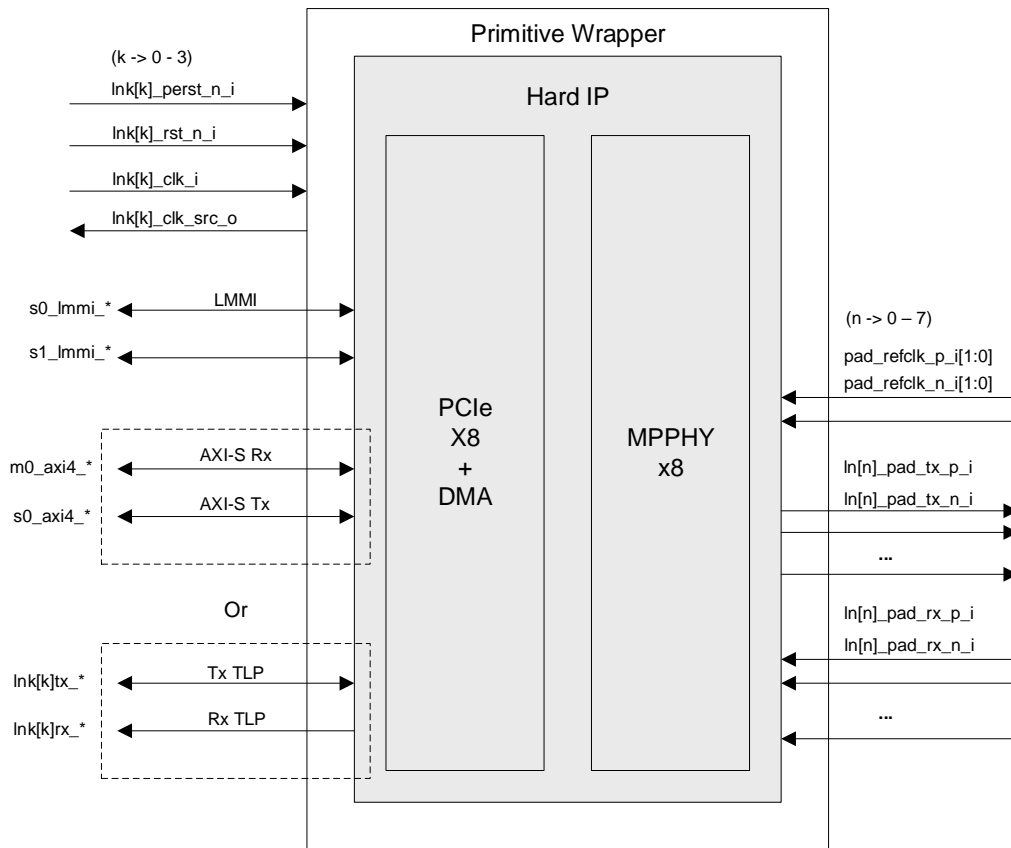 Primitive Wrapper
(k -> 0 - 3)
lnk[k]_perst_n_i
lnk[k]_rst_n_i
lnk[k]_clk_i
lnk[k]_clk_src_o
Hard IP
s0_lmmi_*
LMMI
s1_lmmi_*
m0_axi4_*
AXI-S Rx
s0_axi4_*
AXI-S Tx
Or
lnk[k]tx_*
Tx TLP
lnk[k]rx_*
Rx TLP
PCIe
X8
+
DMA
MPPHY
x8
(n -> 0 – 7)
pad_refclk_p_i[1:0]
pad_refclk_n_i[1:0]
ln[n]_pad_tx_p_i
ln[n]_pad_tx_n_i
...
ln[n]_pad_rx_p_i
ln[n]_pad_rx_n_i
...